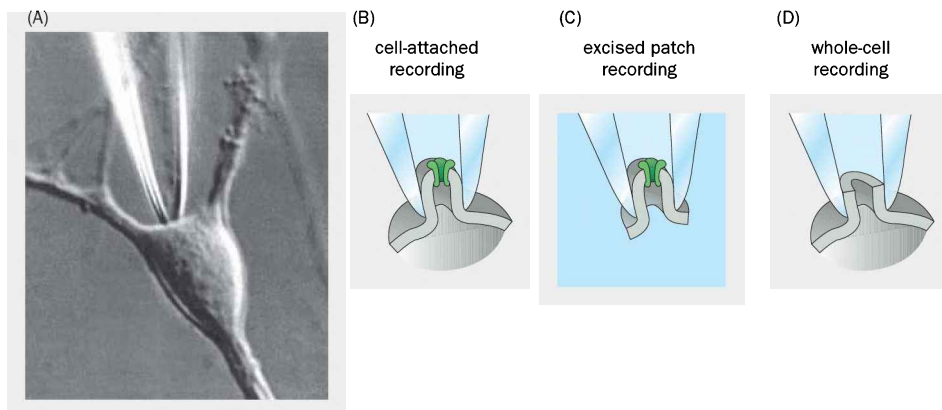 (A)
(B)
cell-attached
recording
(C)
excised patch
recording
(D)
whole-cell
recording